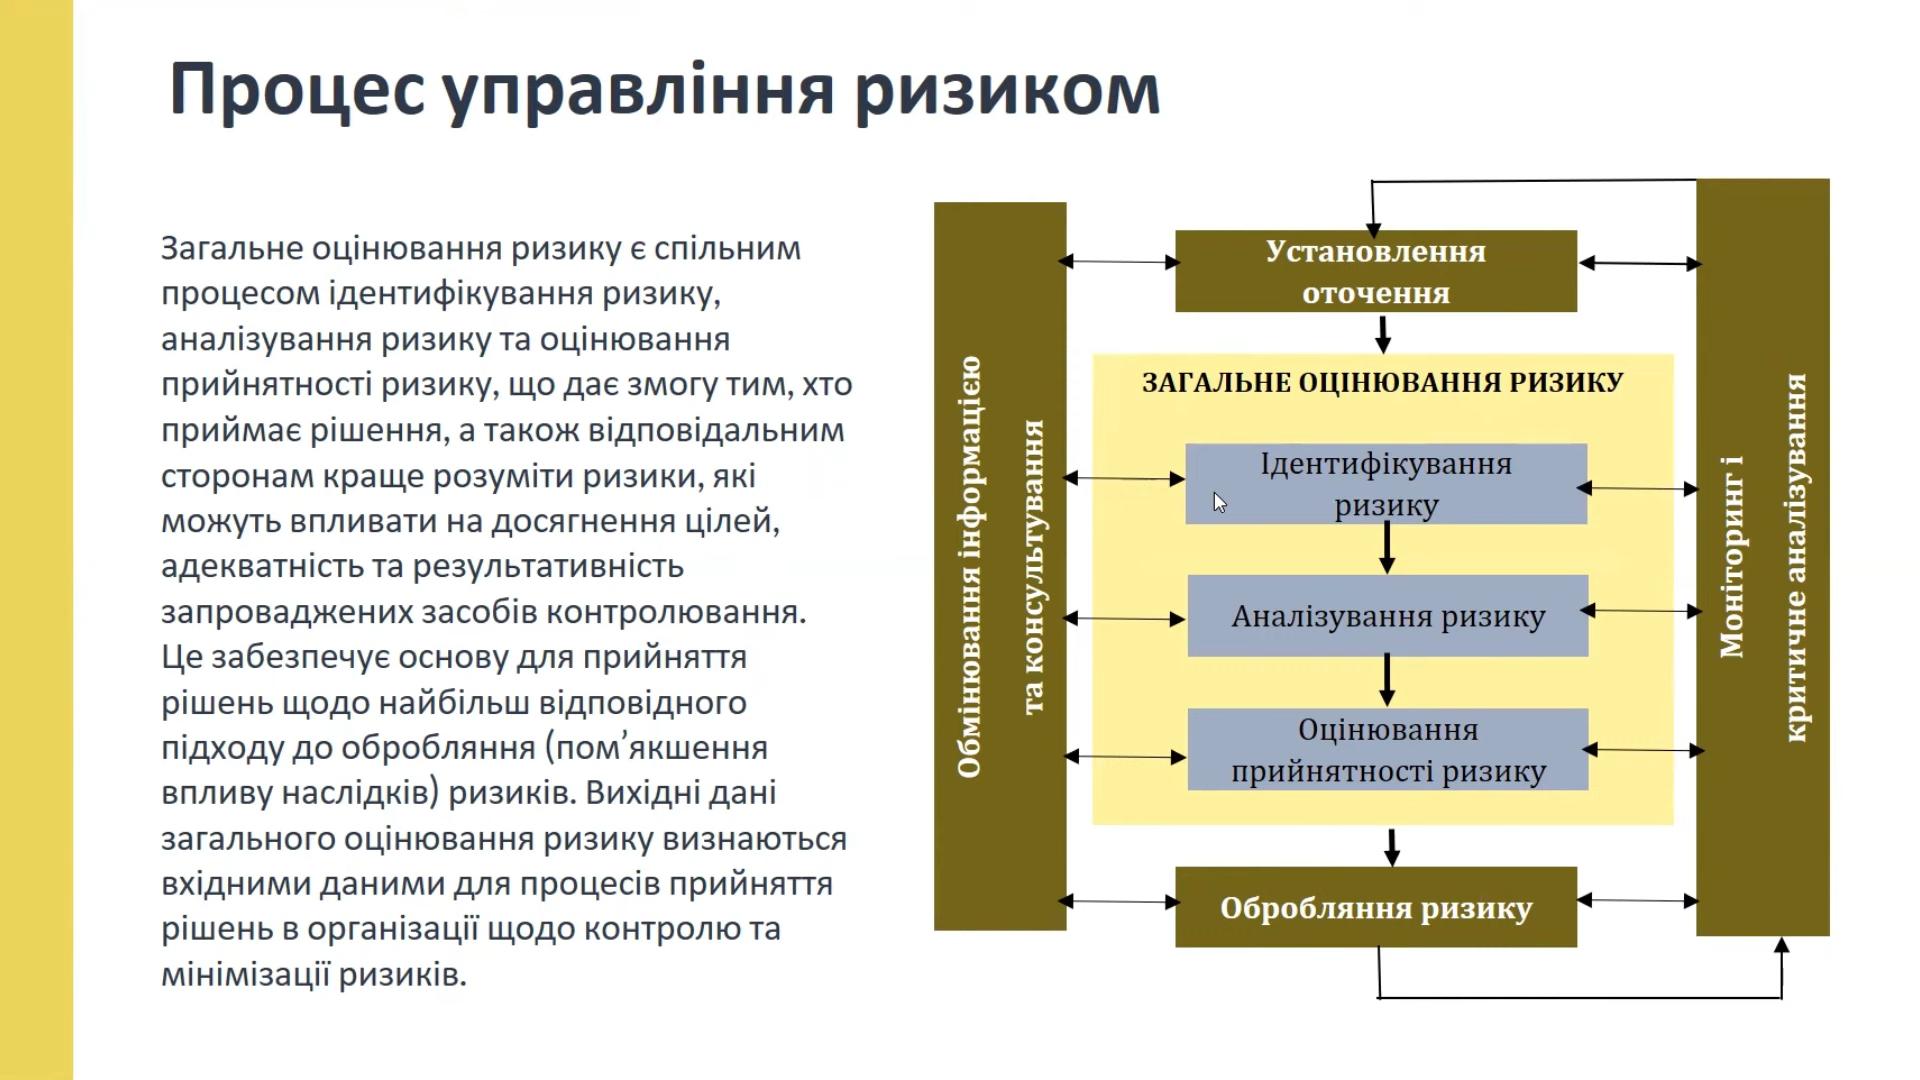 Процес управління ризиком
Загальне оцінювання ризику є спільним
процесом ідентифікування ризику,
аналізування ризику та оцінювання
прийнятності ризику, що дає змогу тим, хто
приймає рішення, а також відповідальним
сторонам краще розуміти ризики, які
можуть впливати на досягнення цілей,
адекватність та результативність
запроваджених засобів контролювання.
Це забезпечує основу для прийняття
рішень щодо найбільш відповідного
підходу до обробляння (пом’якшення
впливу наслідків) ризиків. Вихідні дані
загального оцінювання ризику визнаються
вхідними даними для процесів прийняття
рішень в організації щодо контролю та
мінімізації ризиків.
Обмінювання інформацією
та консультування
Установлення
оточення
ЗАГАЛЬНЕ ОЦІНЮВАННЯ РИЗИКУ
Ідентифікування
ризику
Аналізування ризику
Оцінювання
прийнятності ризику
Обробляння ризику
Моніторинг і
критичне аналізування